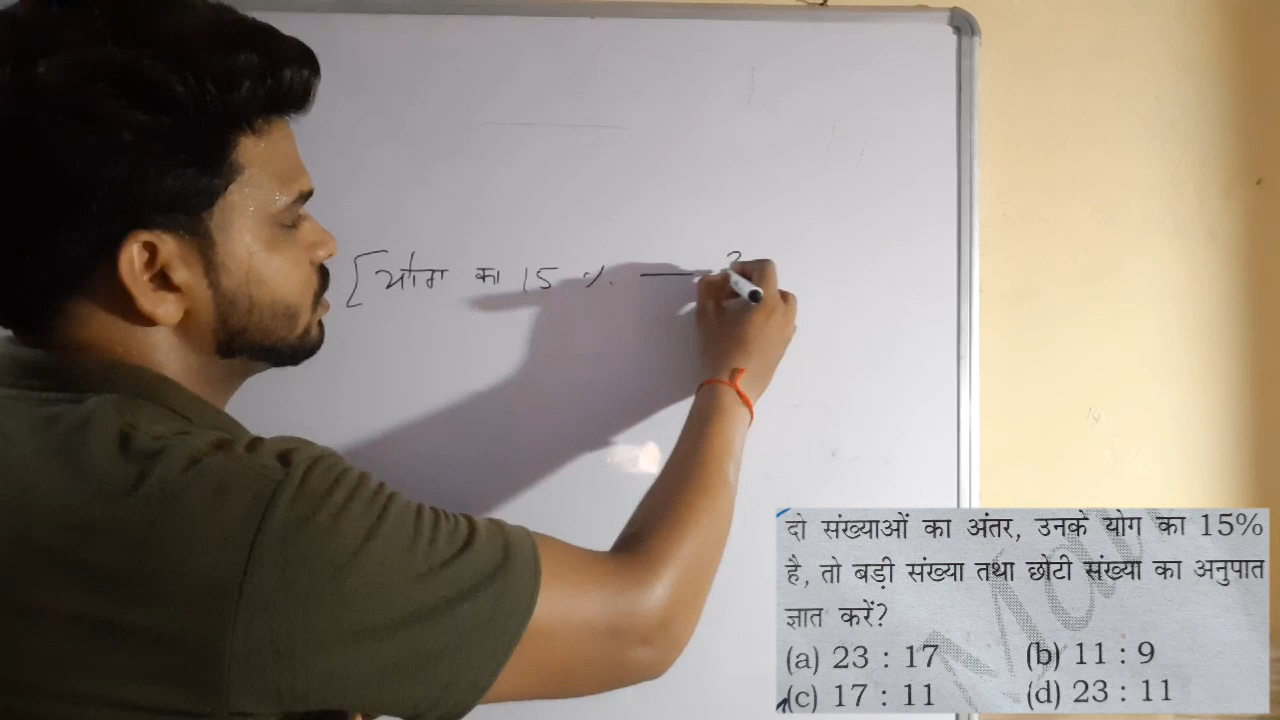 [योग का 15 %. —
दो संख्याओं का अंतर, उनके योग का 15%
है, तो बड़ी संख्या तथा छोटी संख्या का अनुपात
ज्ञात करें?
(a) 23 : 17 (b) 11 : 9
(c) 17 : 11 (d) 23 : 11